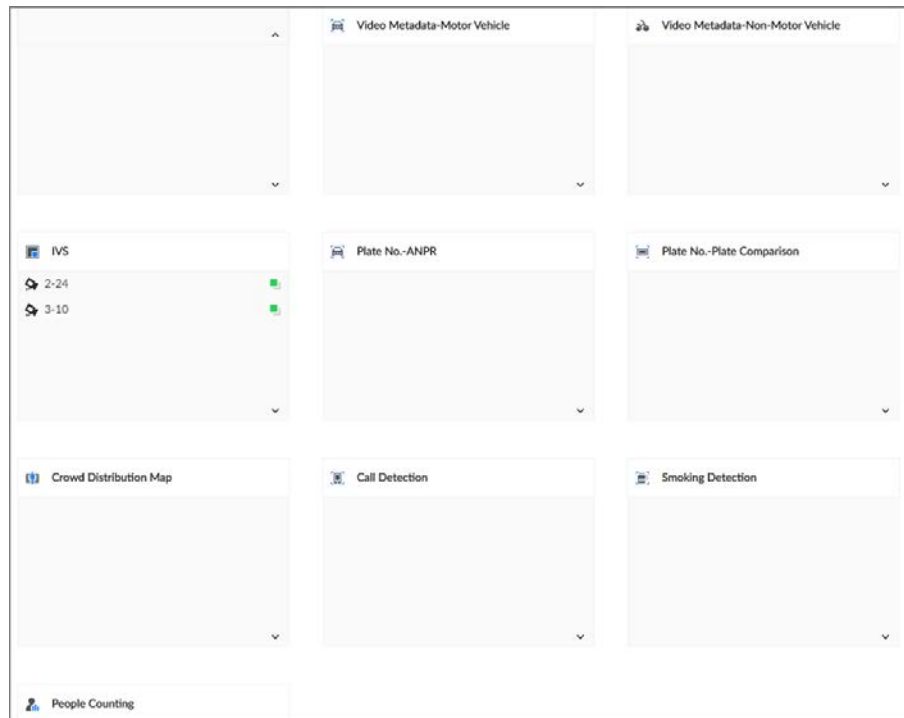 Video Metadata-Motor Vehicle
Video Metadata-Non-Motor Vehicle
IVS
2-24
3-10
Plate No.-ANPR
Plate No.-Plate Comparison
Crowd Distribution Map
Call Detection
Smoking Detection
People Counting